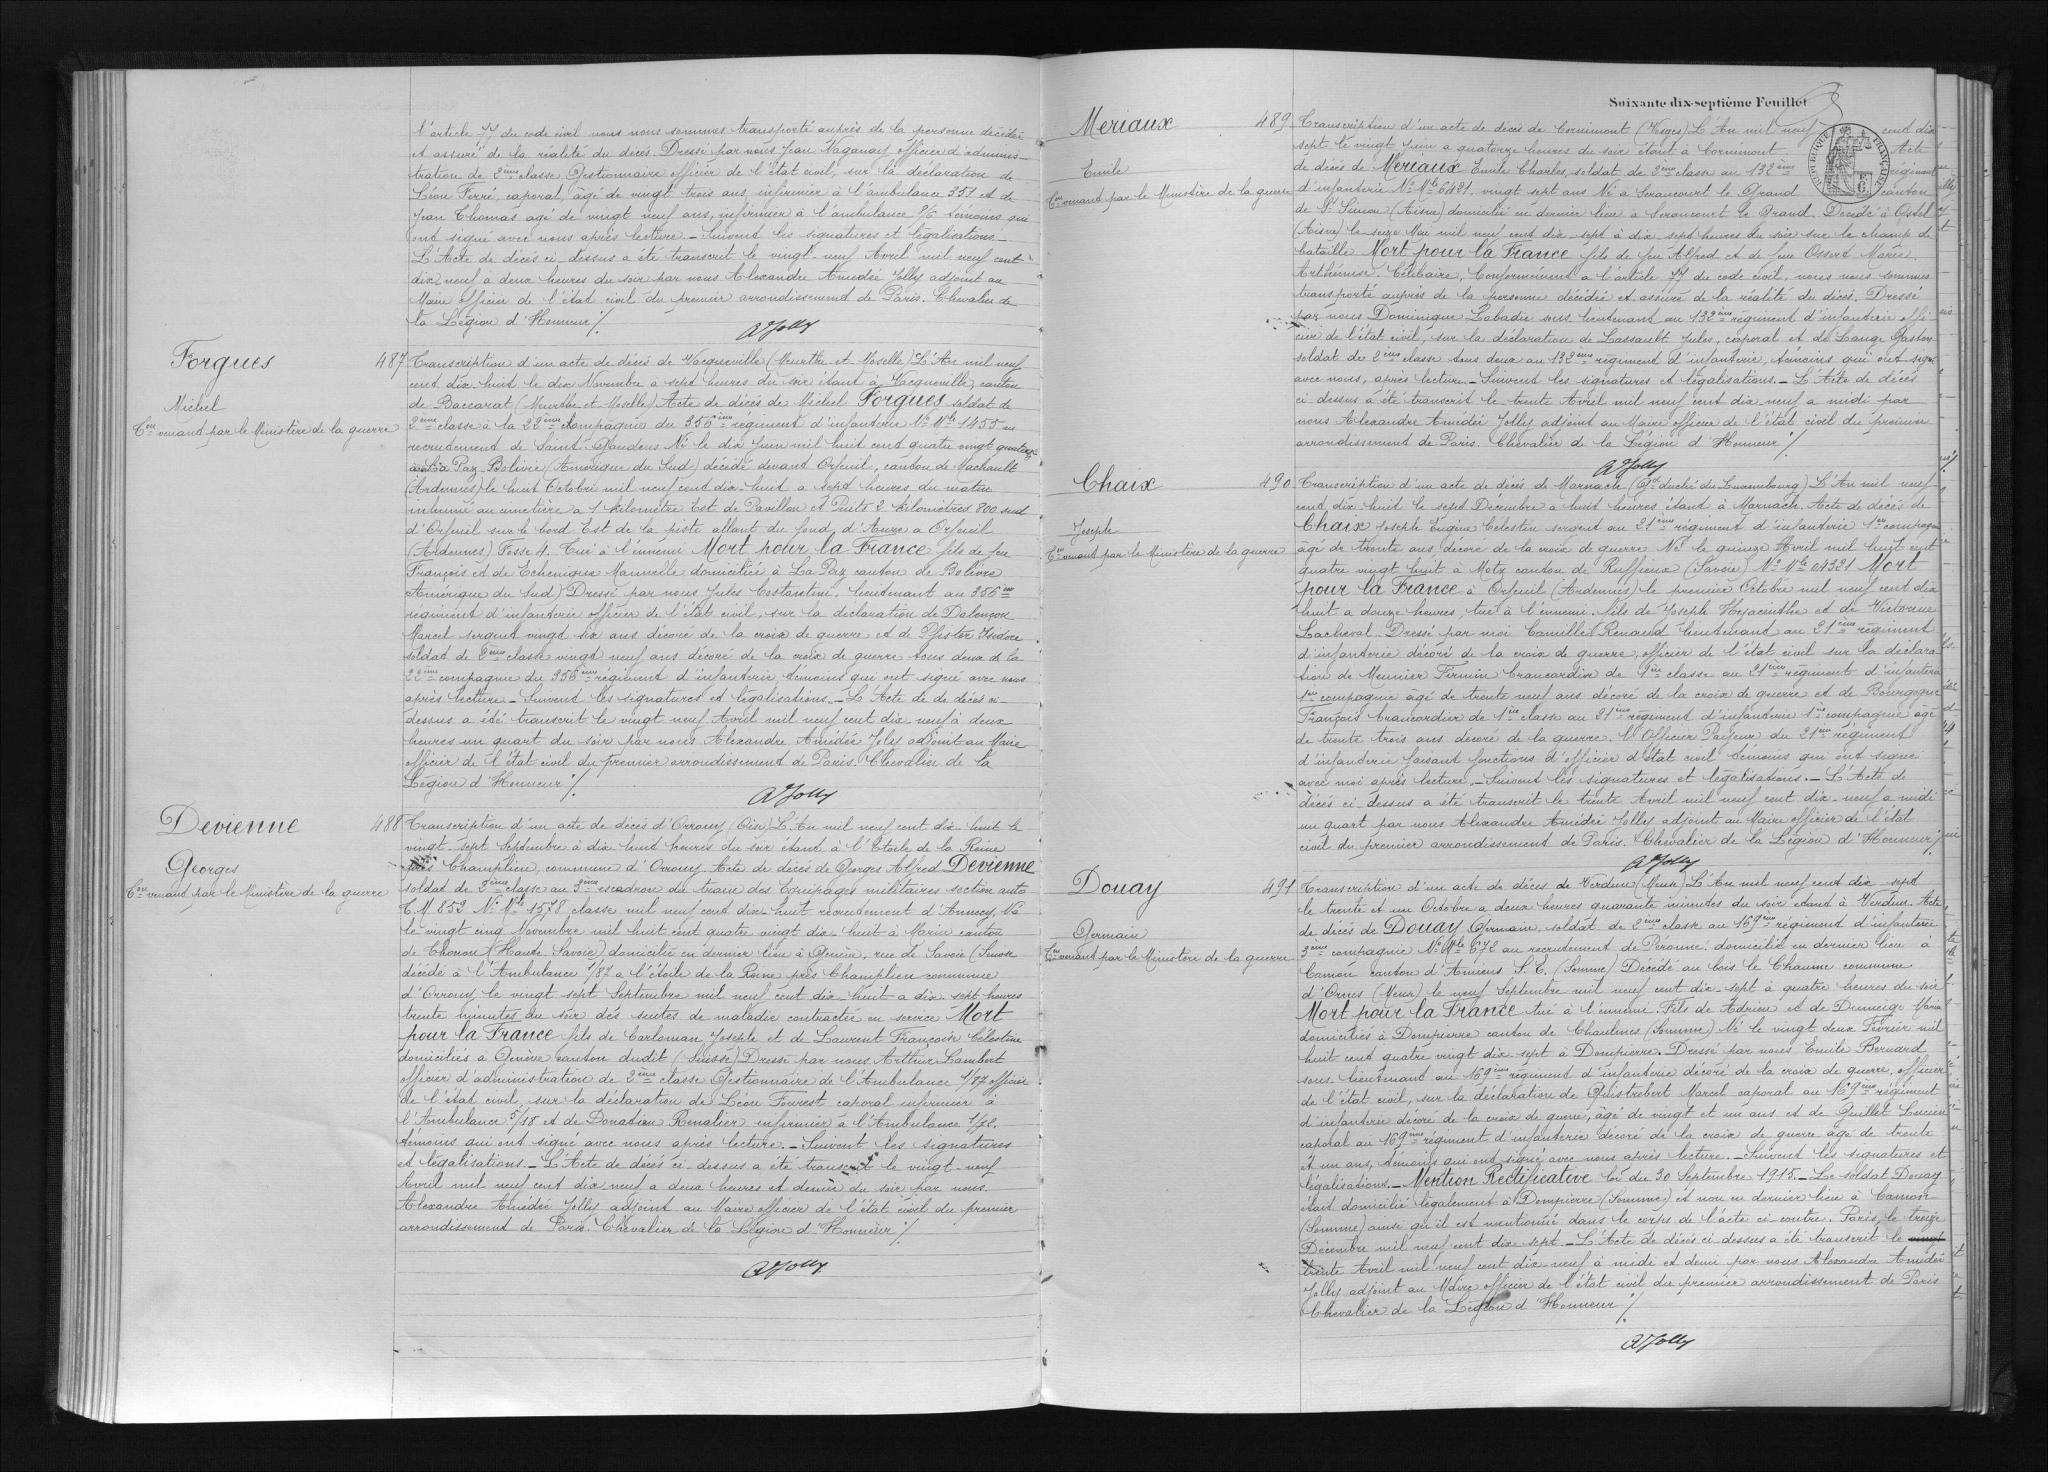 l'article 77 du code civil nous nous sommes transporté auprès de la personne décédée
et assuré de la réalité du décès. Dressé par nous Jean Naganas officier d'adminis-
tration de 2ème classe Gestionnaire officier de l'état civil, sur la déclaration de
Léon Ferré, caporal, âgé de vingt trois ans, infirmier à l'ambulance 351 et de
Jean Thomas agé de vingt neuf ans, infirmier à l'ambulance 9/6 témoins qui
ont signé avec nous après lecture _ Suivent les signatures et légalisations _
L'Acte de décès ci-dessus a été transcrit le vingt-neuf Avril mil neuf cent
dix neuf à deux heures du soir par nous Alexandre Amédée Jolly adjoint au
Maire officier de l'état civil du premier arrondissement de Paris. Chevalier de
la Légion d'Honneur ./.
AJolly
Forgues
Michel
Con venant par le Ministère de la guerre
487
Transcription d'un acte de décès de Vacqueville (Meurthe et Moselle) L'An mil neuf
cent dix huit le dix Novembre à sept heures du soir étant à Vacqueville, canton
de Baccarat (Meurthe et Moselle) Acte de décès de Michel Forgues soldat de
2ème classe à la 22ème compagnie du 356ème régiment d'infanterie No Mle 1455 au
recrutement de Saint Gaudens Né le dix Juin mil huit cent quatre vingt quatorze
à La Paz Bolivie (Amérique du Sud) décédé devant Orfeuil, canton de Machault
(Ardennes) le huit Octobre mil neuf cent dix-huit à sept heures du matin
inhumé au cimetière à 1 kilomètre Est de Pavillon et Puits 2 kilomètres 800 sud
d'Orfeuil sur le bord Est de la piste allant du fond d'Aure à Orfeuil
(Ardennes) Fosse 4. Tué à l'ennemi Mort pour la France fils de feu
François et de Echenique Manuelle domiciliée à La Paz canton de Bolivie
Amérique du Sud) Dressé par nous Jules Costantini, lieutenant au 356ème
régiment d'infanterie officier de l'état civil, sur la déclaration de Dalençon
Marcel sergent vingt six ans décoré de la croix de guerre et de Pfister Isidore
soldat de 2ème classe vingt neuf ans décoré de la croix de guerre tous deux de la
22ème compagnie du 356ème régiment d'infanterie, témoins qui ont signé avec nous
après lecture _ Suivent les signatures et légalisations _ L'Acte de de décès ci-
dessus a été transcrit le vingt neuf Avril mil neuf cent dix neuf à deux
heures un quart du soir par nous Alexandre Amédée Jolly adjoint au Maire
officier de l'état civil du premier arrondissement de Paris. Chevalier de la
Légion d'Honneur ./.
AJolly
Devienne
Georges
Con venant par le Ministère de la guerre
488
Transcription d'un acte de décès d'Orrouy (Oise) L'An mil neuf cent dix-huit le
vingt-sept Septembre à dix huit heures du soir étant à l'Etoile de la Reine
près Champlieu, commune d'Orrouy. Acte de décès de Georges Alfred Devienne
soldat de 2ème classe au 3ème escadron du train des Equipages militaires section auto
T.M 852 No Mle 1578 classe mil neuf cent dix-huit recrutement d'Annecy, Né
le vingt cinq Novembre mil huit cent quatre vingt dix-huit à Marin canton
de Thonon (Haute Savoie) domicilié en dernier lieu à Genève, rue de Savoie (Suisse
décédé à l'Ambulance 1/87 à l'étoile de la Reine près Champlieu commune
d'Orrouy le vingt sept Septembre mil neuf cent dix-huit à dix-sept heures
trente minutes du soir des suites de maladie contractée en service Mort
pour la France fils de Carloman Joseph et de Laurent Françoise Célestine
domiciliés à Genève canton dudit (Suisse) Dressé par nous Arthur Lambert
officier d'administration de 2ème classe Gestionnaire de l'Ambulance 1/87 officier
de l'état civil, sur la déclaration de Léon Fourest caporal infirmier à
l'Ambulance 5/18 et de Donatien Renalier infirmier à l'Ambulance 1/72.
témoins qui ont signé avec nous après lecture. _ Suivent les signatures
et légalisations. _ L'Acte de décès ci-dessus a été transcrit le vingt-neuf
Avril mil neuf cent dix neuf à deux heures et demie du soir par nous
Alexandre Amédée Jolly adjoint au Maire officier de l'état civil du premier
arrondissement de Paris. Chevalier de la Légion d'Honneur ./.
AJolly
Soixante-dix-septième Feuillet
RÉPUBLIQUE FRANÇAISE
Meriaux
Emile
Con venant par le Ministère de la guerre
489
Transcription d'un acte de décès de Cornimont (Vosges) L'An mil neuf cent dix
sept le vingt Juin à quatorze heures du soir étant à Cornimont. Acte
de décès de Meriaux Emile Charles, soldat de 2ème classe au 132ème régiment
d'infanterie No Mle 6421, vingt sept ans Né à Seraucourt le Grand canton
de St Simon (Aisne) domicilié en dernier lieu à Seraucourt le Grand. Décédé à Ostel
(Aisne) le seize Mai mil neuf cent dix-sept à dix-sept heures du soir sur le champ de
bataille Mort pour la France fils de feu Alfred et de feu Ossert Marie
Arthémise. Célibaire, Conformément à l'article 77 du code civil, nous nous sommes
transporté auprès de la personne décédée et assuré de la réalité du décès. Dressé
par nous Dominique Labadie sous lieutenant au 132ème régiment d'infanterie offi-
cier de l'état civil, sur la déclaration de Lassault Jules, caporal et de Lange Gaston
soldat de 2ème classe tous deux au 132ème régiment d'infanterie, témoins qui ont signé
avec nous, après lecture. _ Suivent les signatures et légalisations. _ L'Acte de décès
ci-dessus a été transcrit le trente Avril mil neuf cent dix-neuf à midi par
nous Alexandre Amédée Jolly adjoint au Maire officier de l'état civil du premier
arrondissement de Paris. Chevalier de la Légion d'Honneur ./.
AJolly
Chaix
Joseph
Con venant par le Ministère de la guerre
490
Transcription d'un acte de décès de Marnach (Gd duché du Luxembourg) L'An mil neuf
cent dix huit le sept Décembre à huit heures, étant à Marnach. Acte de décès de
Chaix Joseph Eugène Célestin sergent au 21ème régiment d'infanterie 1ère compagnie
âgé de trente ans décoré de la croix de guerre Né le quinze Avril mil huit cent
quatre vingt huit à Motz canton de Ruffieux (Savoie) No Mle 04321 Mort
pour la France à Orfeuil (Ardennes) le premier Octobre mil neuf cent dix
huit à douze heures, tué à l'ennemi. Fils de Joseph Hyacinthe et de Victorine
Lacheval. Dressé par moi Camille Renaud lieutenant au 21ème régiment
d'infanterie décoré de la croix de guerre, officier de l'état civil sur la déclara
tion de Meunier Firmin brancardier de 1ère classe au 21ème régiment d'infanterie
1ère compagnie âgé de trente neuf ans décoré de la croix de guerre et de Bourgogne
François brancardier de 1ère classe au 21ème régiment d'infanterie 1ère compagnie âgé
de trente trois ans décoré de la guerre. L'Officier Payeur du 21ème régiment
d'infanterie faisant fonctions d'officier d'état civil témoins qui ont signé
avec moi après lecture _ Suivent les signatures et légalisations. _ L'Acte de
décès ci-dessus a été transcrit le trente Avril mil neuf cent dix-neuf à midi
un quart par nous Alexandre Amédée Jolly adjoint au Maire officier de l'état
civil du premier arrondissement de Paris. Chevalier de la Légion d'Honneur ./.
AJolly
Douay
Germain
Con venant par le Ministère de la guerre
491
Transcription d'un acte de décès de Verdun (Meuse) L'An mil neuf cent dix-sept
le trente et un Octobre à deux heures quarante minutes du soir étant à Verdun. Acte
de décès de Douay Germain, soldat de 2ème classe au 169ème régiment d'infanterie
3ème compagnie No Mle 672 au recrutement de Peronne, domicilié en dernier lieu à
Camon canton d'Amiens S.E. (Somme) Décédé au bois le Chaume commune
d'Ornes (Meuse) le neuf Septembre mil neuf cent dix-sept à quatre heures du soir
Mort pour la France tué à l'ennemi. Fils de Adrien et de Demeige Maria
domiciliés à Dompierre canton de Chaulnes (Somme) Né le vingt deux Février mil
huit cent quatre vingt dix-sept à Dompierre. Dressé par nous Emile Bernard
sous lieutenant au 169ème régiment d'infanterie décoré de la croix de guerre, officier
de l'état civil, sur la déclaration de Quistrebert Marcel caporal au 169ème régiment
d'infanterie décoré de la croix de guerre, âgé de vingt et un ans et de Quillet Lucien
caporal au 169ème régiment d'infanterie décoré de la croix de guerre âgé de trente
et un ans, témoins qui ont signé avec nous après lecture. _ Suivent les signatures et
légalisations. _ Mention Rectificative Loi du 30 Septembre 1915. _ Le soldat Douay
était domicilié légalement à Dompierre (Somme) et non en dernier lieu à Camon
(Somme) ainsi qu'il est mentionné dans le corps de l'acte ci-contre. Paris, le treize
Décembre mil neuf cent dix sept _ L'Acte de décès ci-dessus a été transcrit le vingt
trente Avril mil neuf cent dix-neuf à midi et demi par nous Alexandre Amédée
Jolly adjoint au Maire officier de l'état civil du premier arrondissement de Paris
Chevalier de la Légion d'Honneur ./.
AJolly